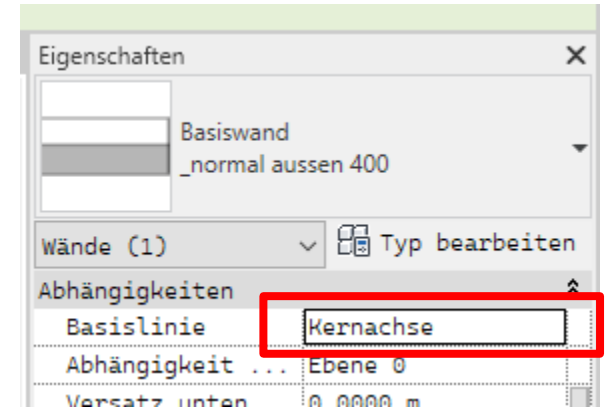 Eigenschaften
Basiswand
_normal aussen 400
Wände (1)
Typ bearbeiten
Abhängigkeiten
Basislinie Kernachse
Abhängigkeit ... Ebene 0
Versatz unten 0.0000 m